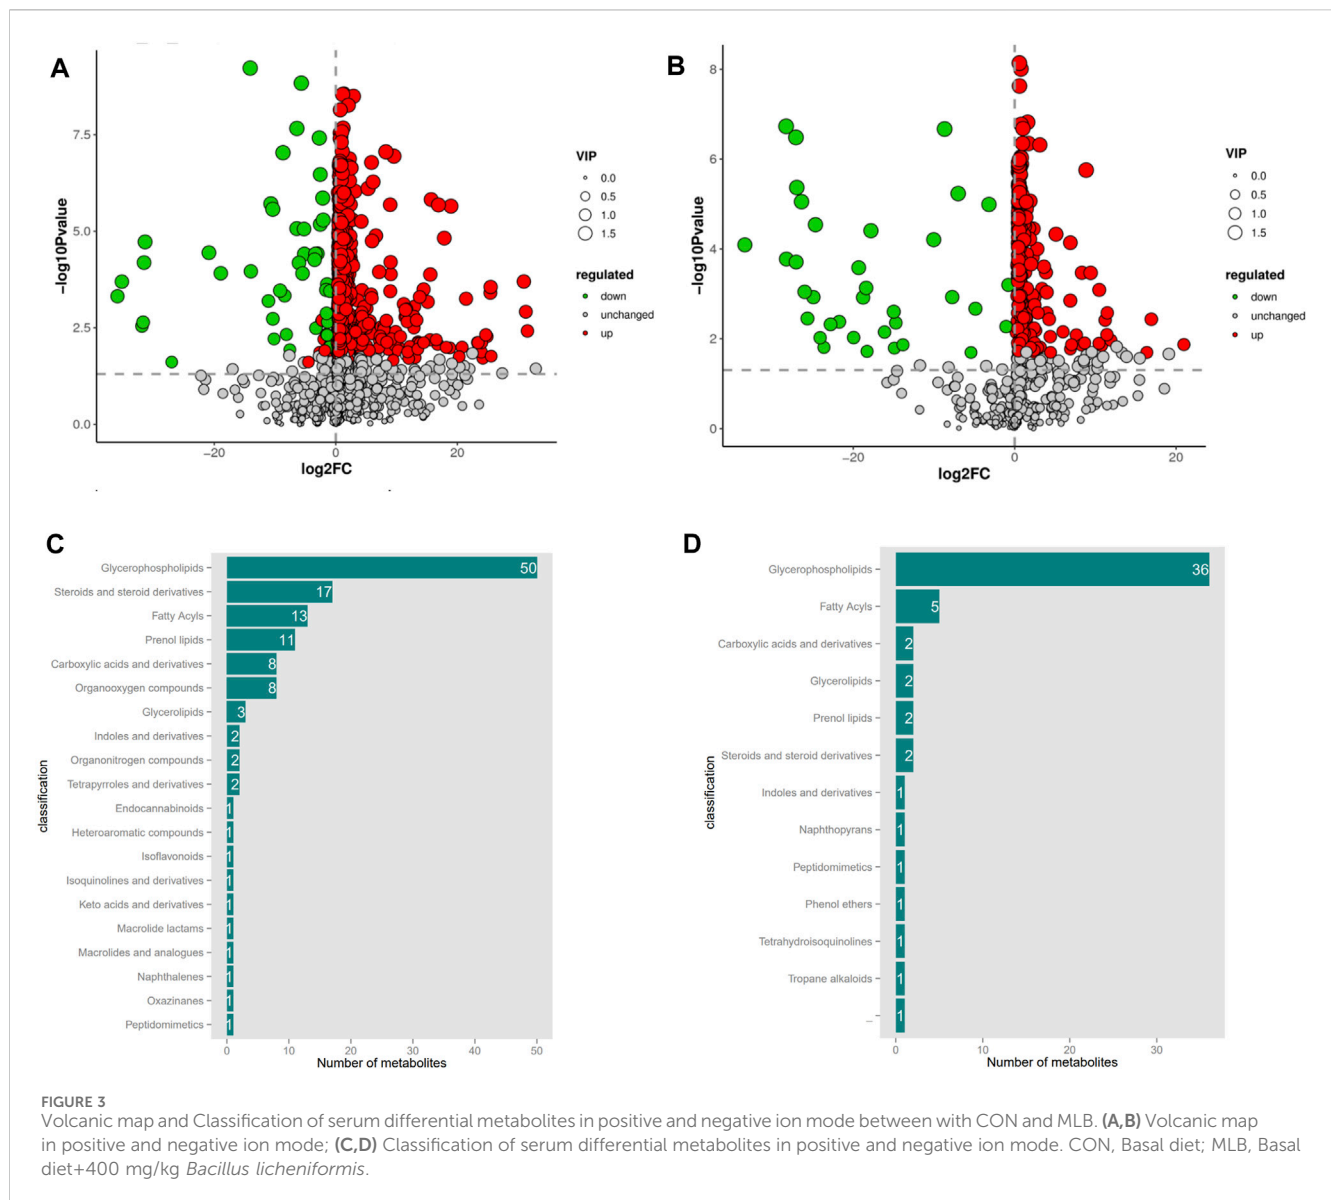 A
−log10Pvalue
7.5
5.0
2.5
0.0
−20
0
20
log2FC
VIP
0.0
0.5
1.0
1.5
regulated
down
unchanged
up
B
−log10Pvalue
8
6
4
2
0
−20
0
20
log2FC
VIP
0.0
0.5
1.0
1.5
regulated
down
unchanged
up
C
classification
Glycerophospholipids 50
Steroids and steroid derivatives 17
Fatty Acyls 13
Prenol lipids 11
Carboxylic acids and derivatives 8
Organooxygen compounds 8
Glycerolipids 3
Indoles and derivatives 2
Organonitrogen compounds 2
Tetrapyrroles and derivatives 2
Endocannabinoids 1
Heteroaromatic compounds 1
Isoflavonoids 1
Isoquinolines and derivatives 1
Keto acids and derivatives 1
Macrolide lactams 1
Macrolides and analogues 1
Naphthalenes 1
Oxazinanes 1
Peptidomimetics 1
0 10 20 30 40 50
Number of metabolites
D
classification
Glycerophospholipids 36
Fatty Acyls 5
Carboxylic acids and derivatives 2
Glycerolipids 2
Prenol lipids 2
Steroids and steroid derivatives 2
Indoles and derivatives 1
Naphthopyrans 1
Peptidomimetics 1
Phenol ethers 1
Tetrahydroisoquinolines 1
Tropane alkaloids 1
_ 1
0 10 20 30
Number of metabolites
FIGURE 3
Volcanic map and Classification of serum differential metabolites in positive and negative ion mode between with CON and MLB. (A,B) Volcanic map
in positive and negative ion mode; (C,D) Classification of serum differential metabolites in positive and negative ion mode. CON, Basal diet; MLB, Basal
diet+400 mg/kg Bacillus licheniformis.